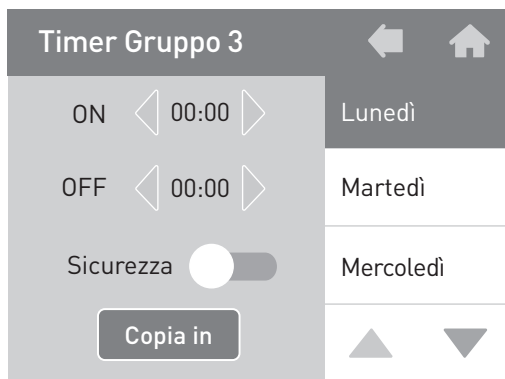 Timer Gruppo 3
ON 00:00
OFF 00:00
Sicurezza
Copia in
Lunedì
Martedì
Mercoledì